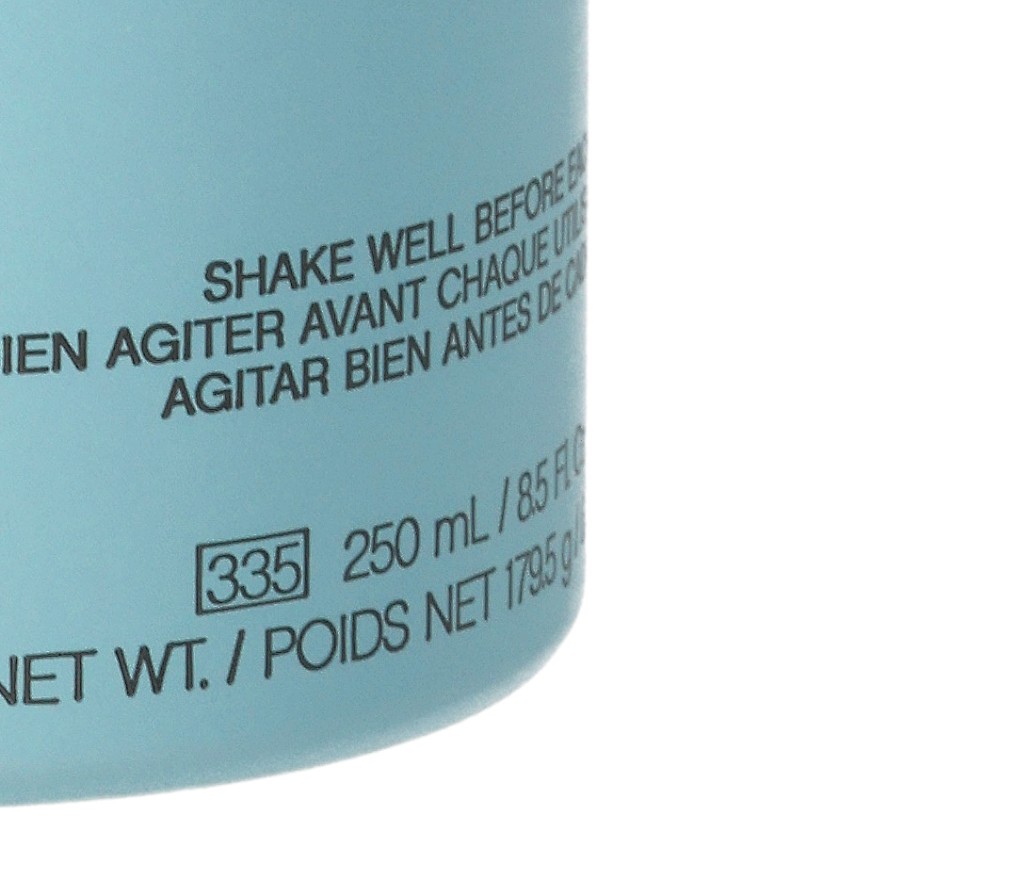 SHAKE WELL BEFORE
AGITER AVANT CHAQUE
AGITAR BIEN ANTES DE
335 250 mL / 8.5 FL
NET WT. / POIDS NET 179.5 g